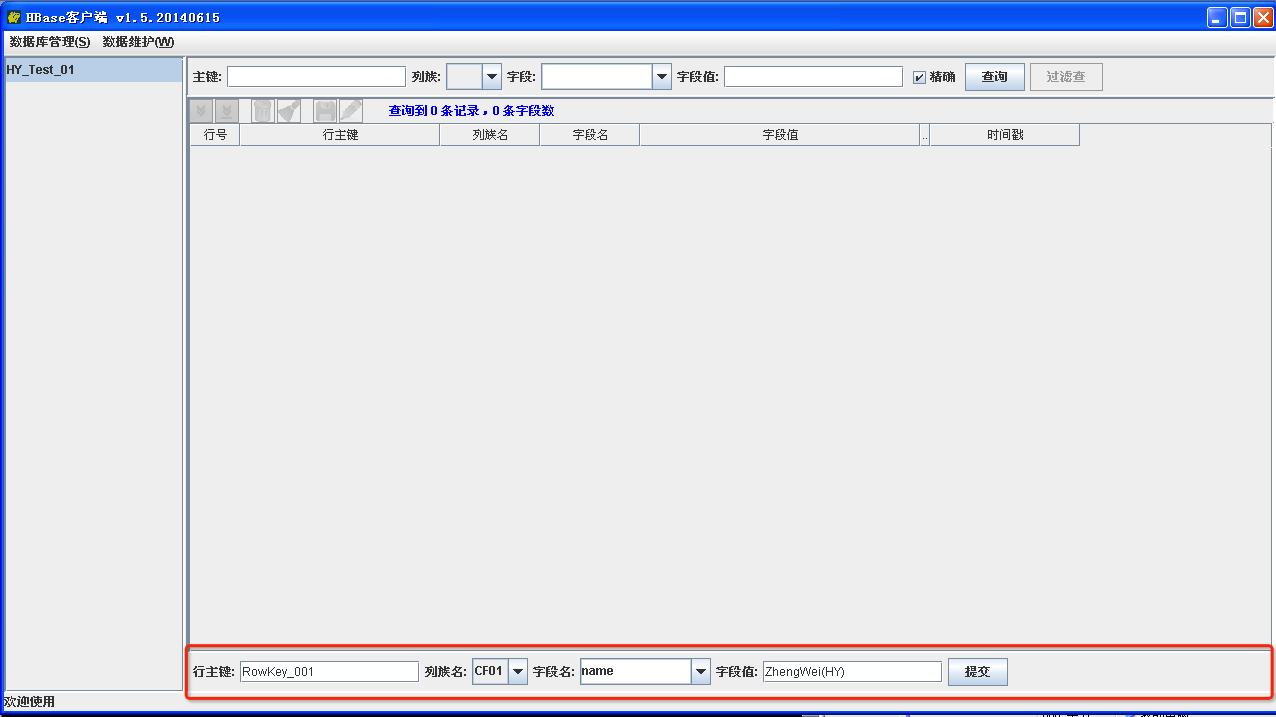 HBase客户端 v1.5.20140615
数据库管理(S) 数据维护(W)
HY_Test_01
主键: 列族: 字段: 字段值: 精确 查询 过滤查
查询到 0 条记录，0 条字段数
行号 行主键 列族名 字段名 字段值 .. 时间戳
行主键: RowKey_001 列族名: CF01 字段名: name 字段值: ZhengWei(HY) 提交
欢迎使用